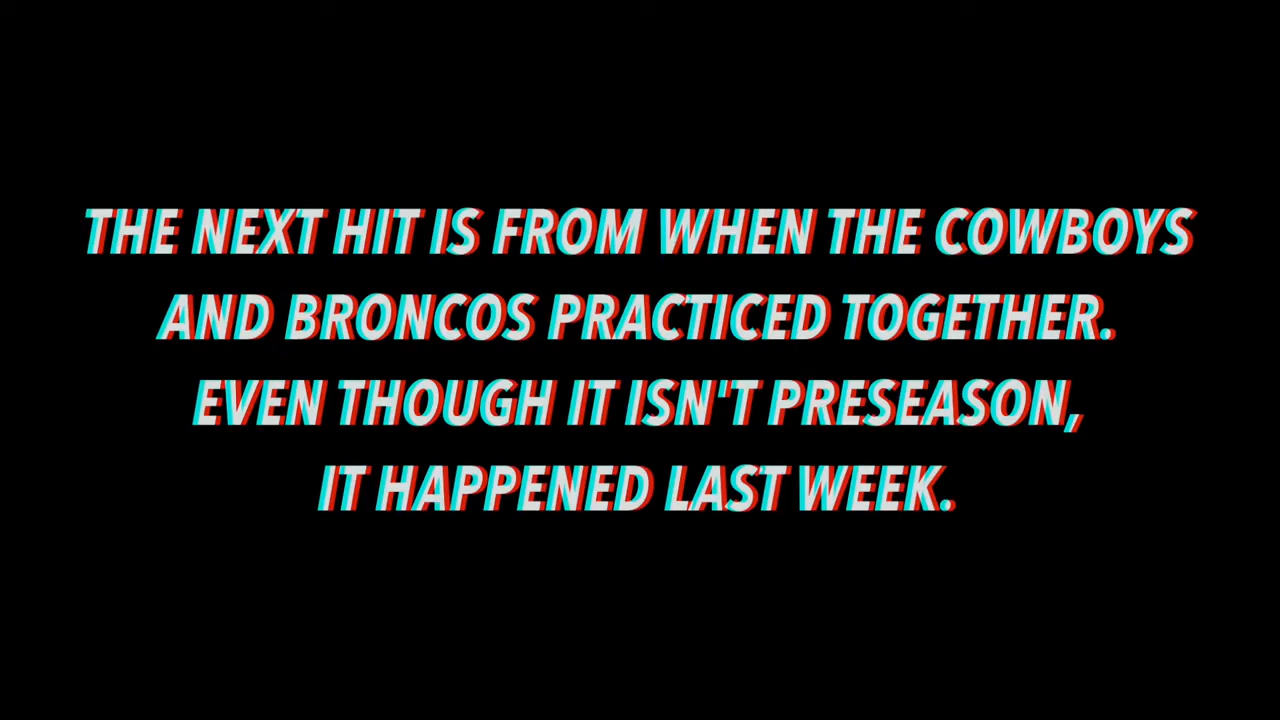 THE NEXT HIT IS FROM WHEN THE COWBOYS
AND BRONCOS PRACTICED TOGETHER.
EVEN THOUGH IT ISN'T PRESEASON,
IT HAPPENED LAST WEEK.